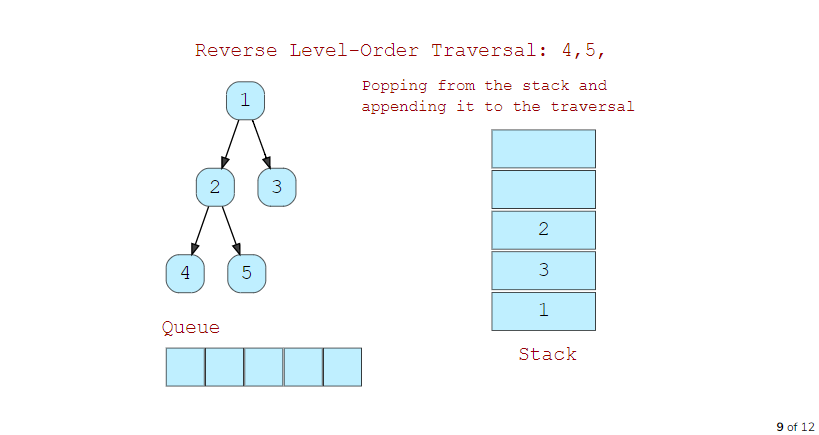 Reverse Level-Order Traversal: 4,5,
Popping from the stack and
appending it to the traversal
1
2
3
4
5
2
3
1
Queue
Stack
9 of 12